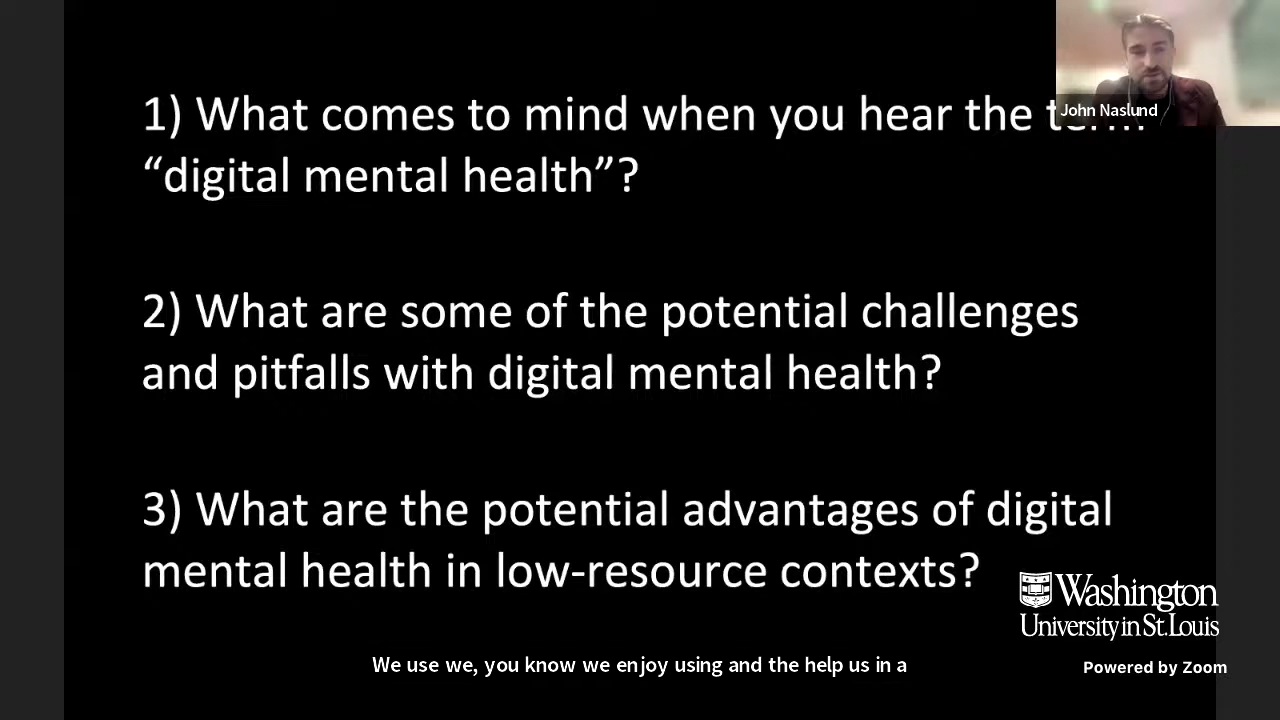 1) What comes to mind when you hear the
“digital mental health”?
John Naslund
2) What are some of the potential challenges
and pitfalls with digital mental health?
3) What are the potential advantages of digital
mental health in low-resource contexts?
Washington
University in St. Louis
We use we, you know we enjoy using and the help us in a
Powered by Zoom